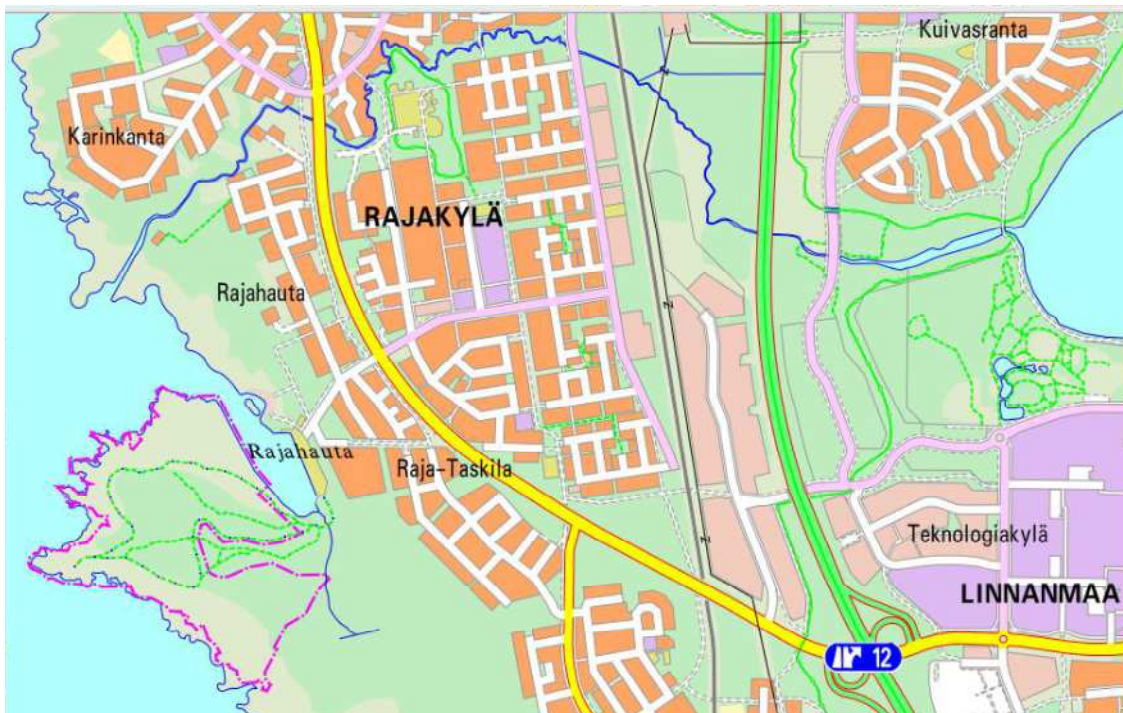 Kuivasranta
Karinkanta
RAJAKYLÄ
Rajahauta
Rajahauta
Raja-Taskila
Teknologiakylä
LINNANMAA
12
Z
Z
Z
Z